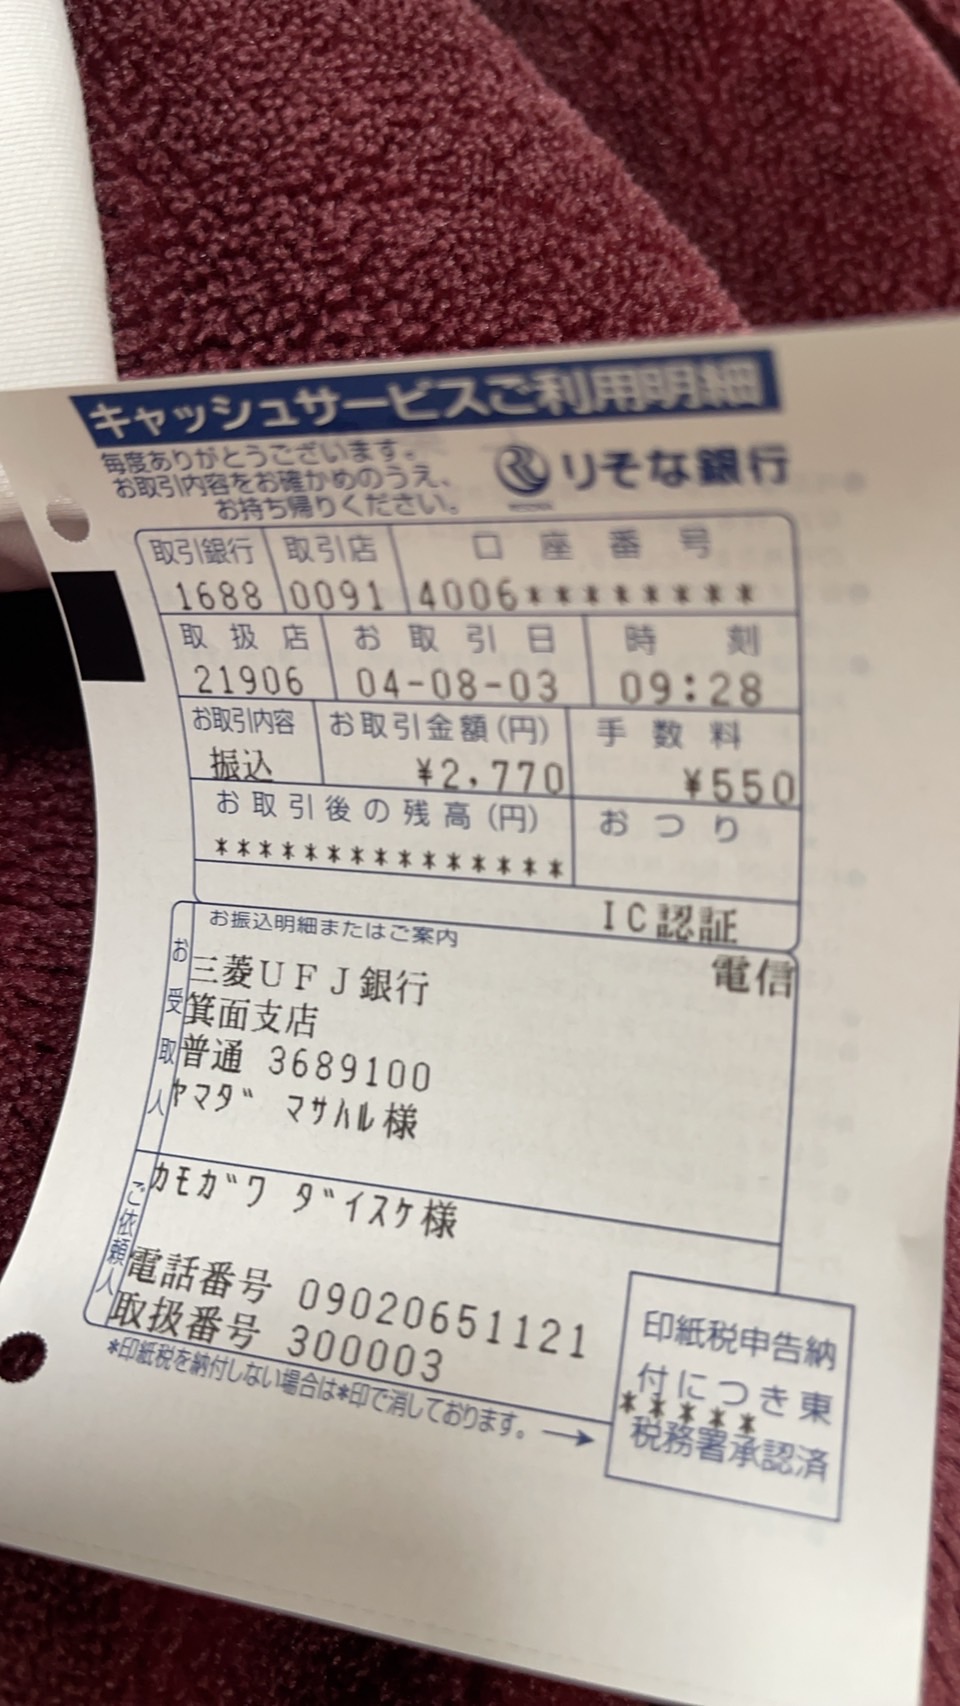 キャッシュサービスご利用明細
毎度ありがとうございます。
お取引内容をお確かめのうえ、
お持ち帰りください。
りそな銀行
取引銀行 取引店 口座番号
1688 0091 4006********
取扱店 お取引日 時刻
21906 04-08-03 09:28
お取引内容 お取引金額(円) 手数料
振込 ¥2,770 ¥550
お取引後の残高(円) おつり
****************
IC認証
お振込明細またはご案内
電信
お受取人
三菱UFJ銀行
箕面支店
普通 3689100
ヤマダ マサハル様
ご依頼人
カモガワ ダイスケ様
電話番号 09020651121
取扱番号 300003
*印紙税を納付しない場合は*印で消しております。→
印紙税申告納
付につき東
*****
税務署承認済